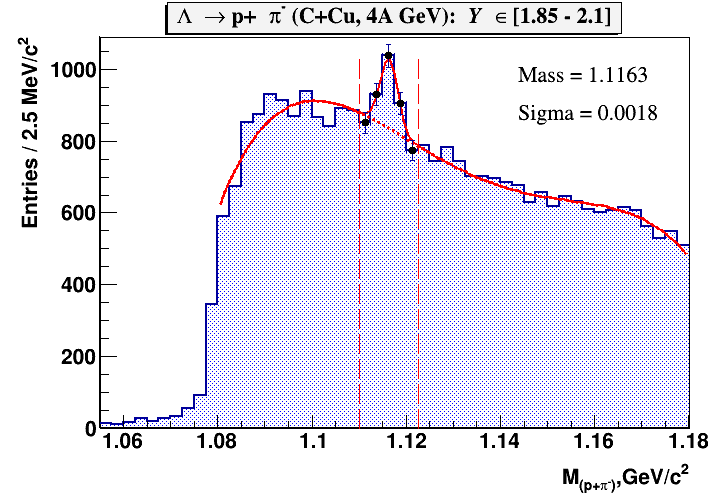 Λ → p+ π⁻ (C+Cu, 4A GeV): Y ∈ [1.85 - 2.1]
Entries / 2.5 MeV/c²
Mass = 1.1163
Sigma = 0.0018
1000
800
600
400
200
0
1.06 1.08 1.1 1.12 1.14 1.16 1.18
M(p+π⁻),GeV/c²